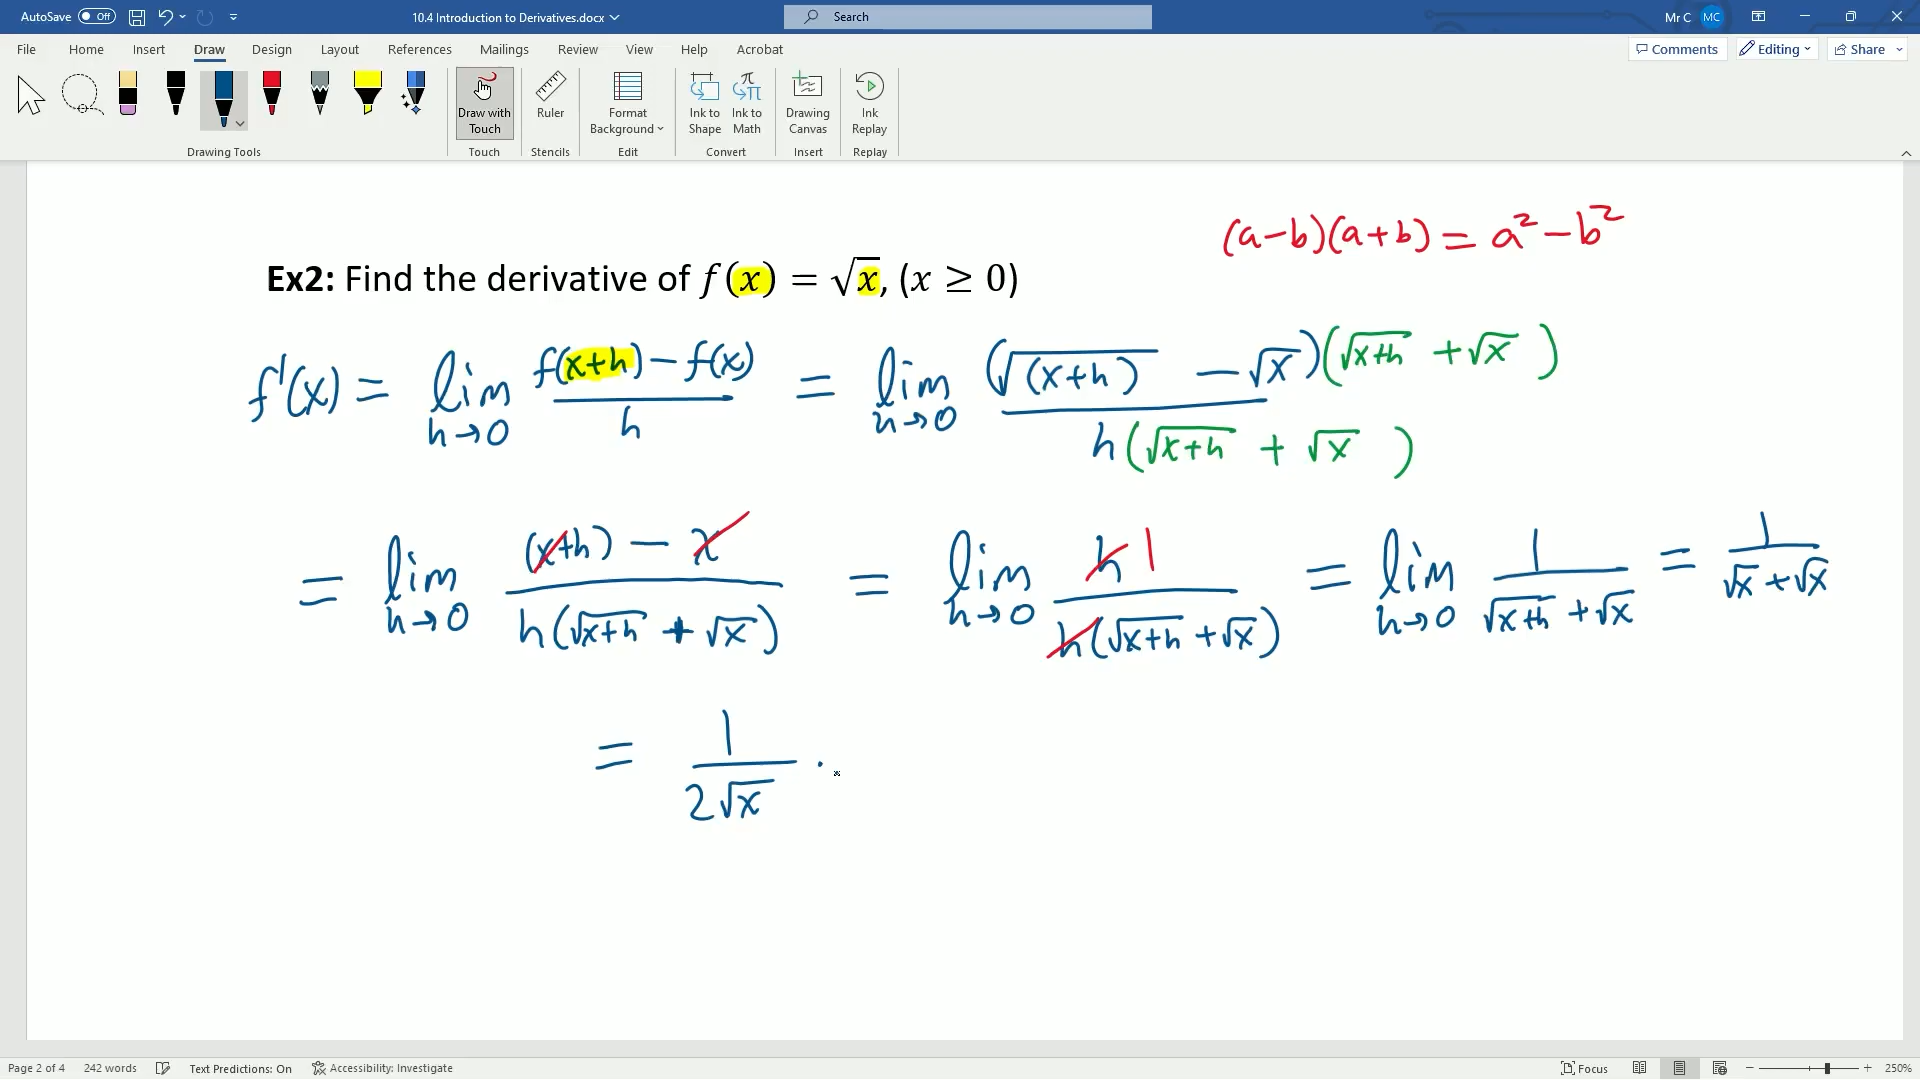 AutoSave Off 10.4 Introduction to Derivatives.docx Search Mr C MC
File Home Insert Draw Design Layout References Mailings Review View Help Acrobat Comments Editing Share
Draw with Touch Ruler Format Background Ink to Shape Ink to Math Drawing Canvas Ink Replay
Drawing Tools Touch Stencils Edit Convert Insert Replay
(a-b)(a+b) = a² - b²
Ex2: Find the derivative of f(x) = √x, (x ≥ 0)
f'(x) = lim h→0 (f(x+h) - f(x))/h = lim h→0 (√(x+h) - √x)(√x+h + √x) / h(√x+h + √x)
= lim h→0 ((x+h) - x)/(h(√x+h + √x)) = lim h→0 h 1/(h(√x+h + √x)) = lim h→0 1/(√x+h + √x) = 1/(√x + √x)
= 1/(2√x) .
Page 2 of 4 242 words Text Predictions: On Accessibility: Investigate Focus 250%